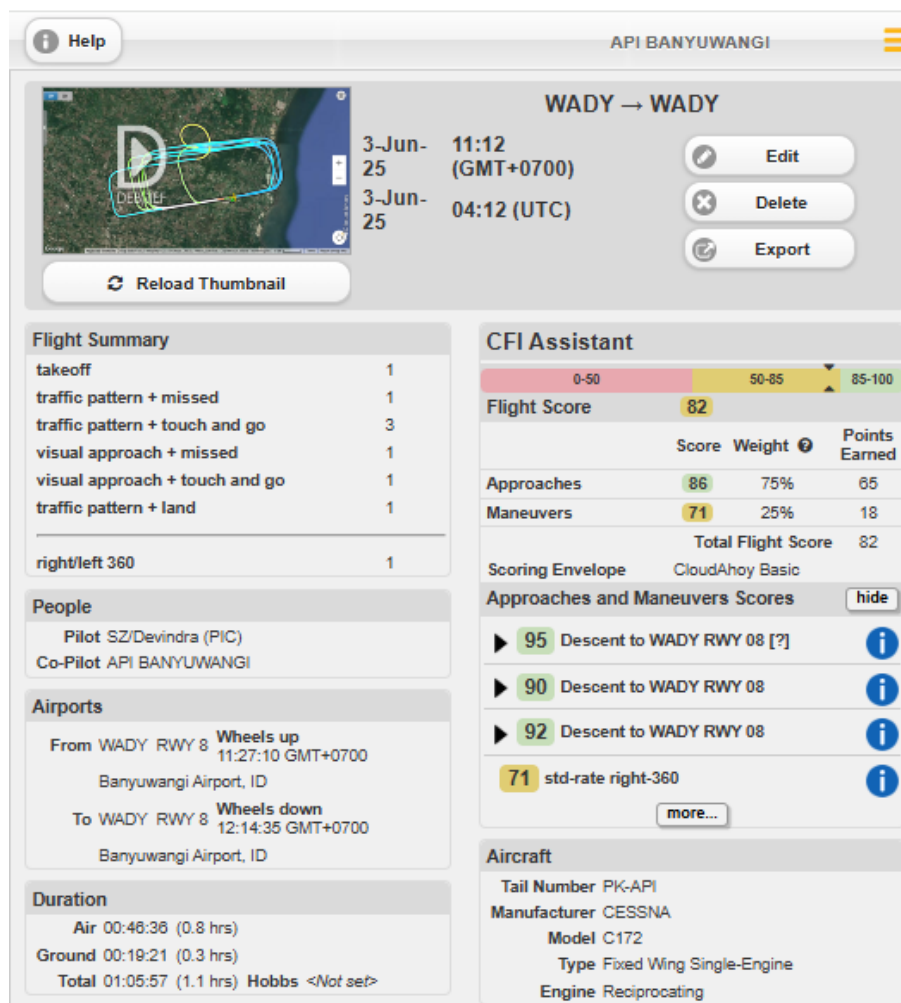 Help
API BANYUWANGI
DEBRIEF
Google
Reload Thumbnail
WADY → WADY
3-Jun-25 11:12 (GMT+0700)
3-Jun-25 04:12 (UTC)
Edit
Delete
Export
Flight Summary
takeoff 1
traffic pattern + missed 1
traffic pattern + touch and go 3
visual approach + missed 1
visual approach + touch and go 1
traffic pattern + land 1
right/left 360 1
People
Pilot SZ/Devindra (PIC)
Co-Pilot API BANYUWANGI
Airports
From WADY RWY 8 Wheels up 11:27:10 GMT+0700
Banyuwangi Airport, ID
To WADY RWY 8 Wheels down 12:14:35 GMT+0700
Banyuwangi Airport, ID
Duration
Air 00:46:36 (0.8 hrs)
Ground 00:19:21 (0.3 hrs)
Total 01:05:57 (1.1 hrs) Hobbs <Not set>
CFI Assistant
0-50 50-85 85-100
Flight Score 82
Score Weight Points Earned
Approaches 86 75% 65
Maneuvers 71 25% 18
Total Flight Score 82
Scoring Envelope CloudAhoy Basic
Approaches and Maneuvers Scores hide
95 Descent to WADY RWY 08 [?]
90 Descent to WADY RWY 08
92 Descent to WADY RWY 08
71 std-rate right-360
more...
Aircraft
Tail Number PK-API
Manufacturer CESSNA
Model C172
Type Fixed Wing Single-Engine
Engine Reciprocating